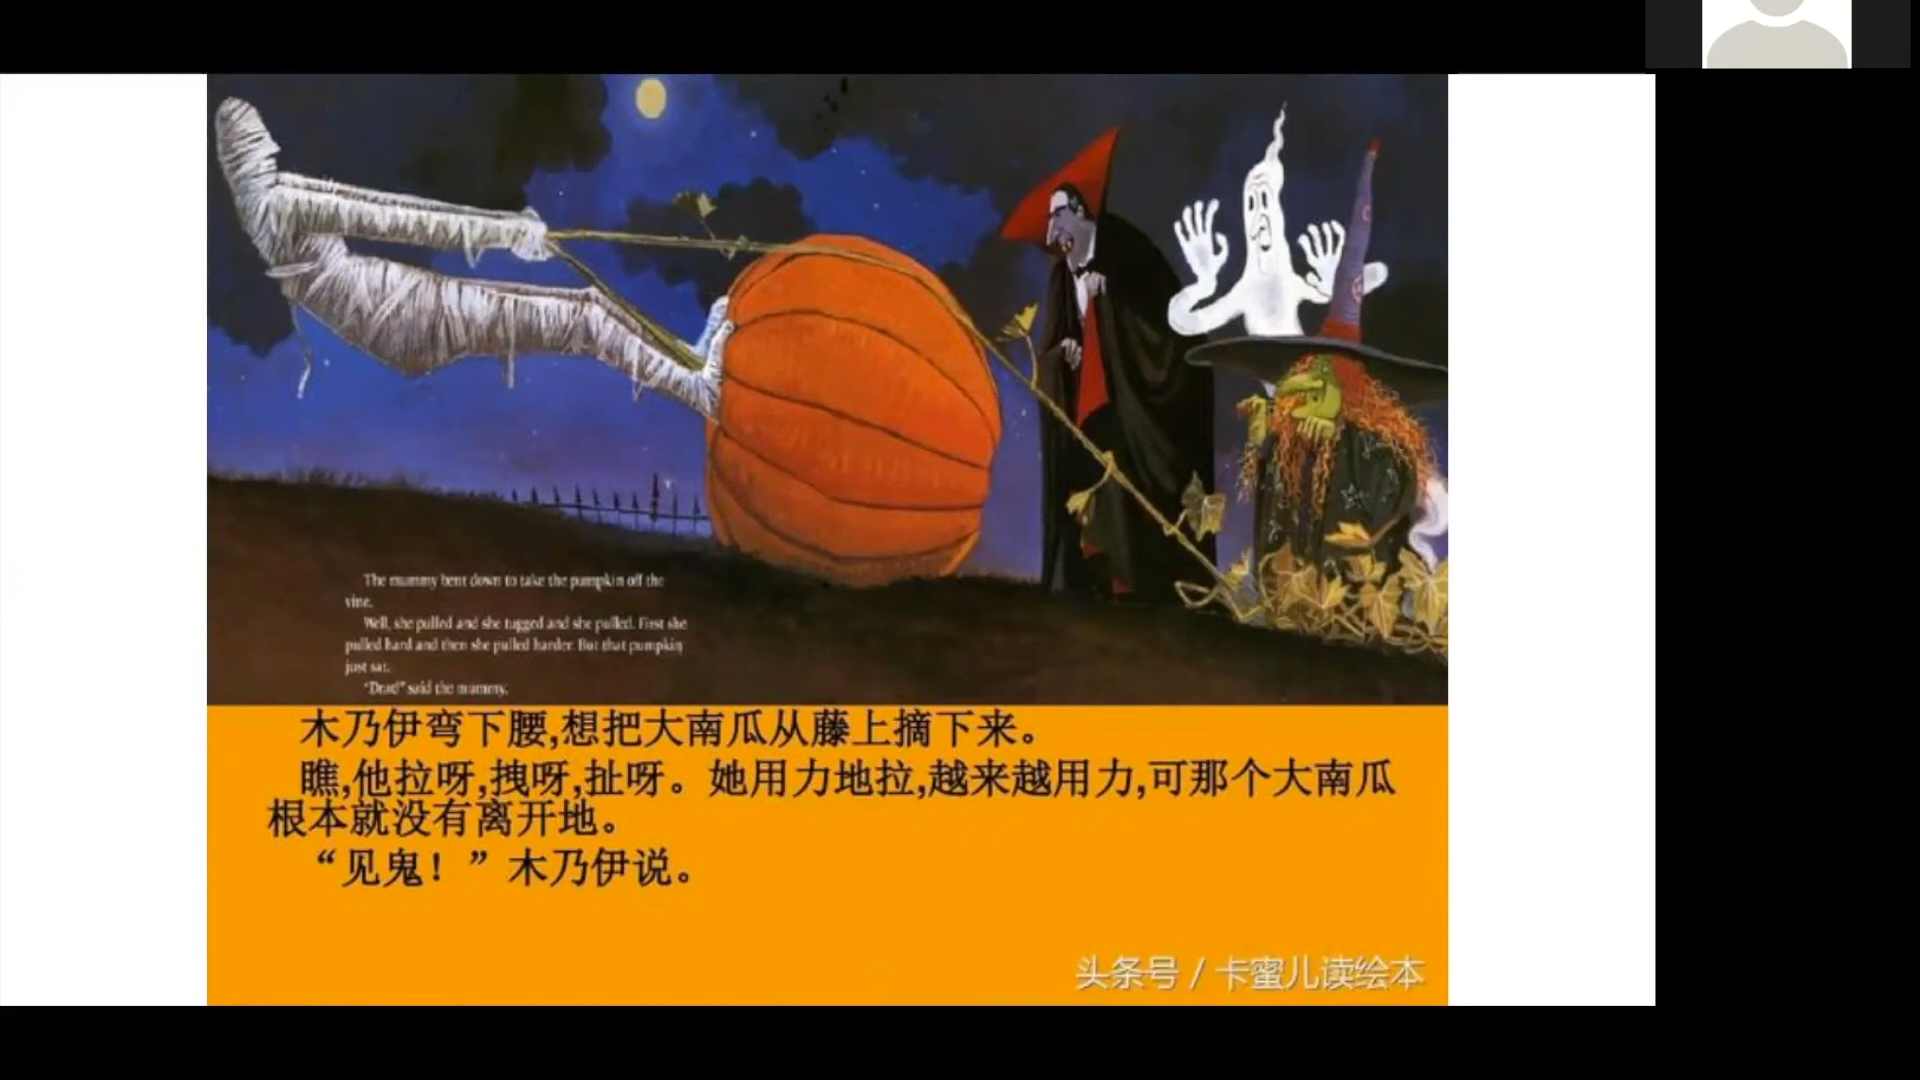 The mummy bent down to take the pumpkin off the
vine.
Well, she pulled and she tugged and she pulled. First she
pulled hard and then she pulled harder. But that pumpkin
just sat.
"Drat!" said the mummy.
木乃伊弯下腰,想把大南瓜从藤上摘下来。
瞧,他拉呀,拽呀,扯呀。她用力地拉,越来越用力,可那个大南瓜
根本就没有离开地。
“见鬼！”木乃伊说。
头条号 / 卡蜜儿读绘本